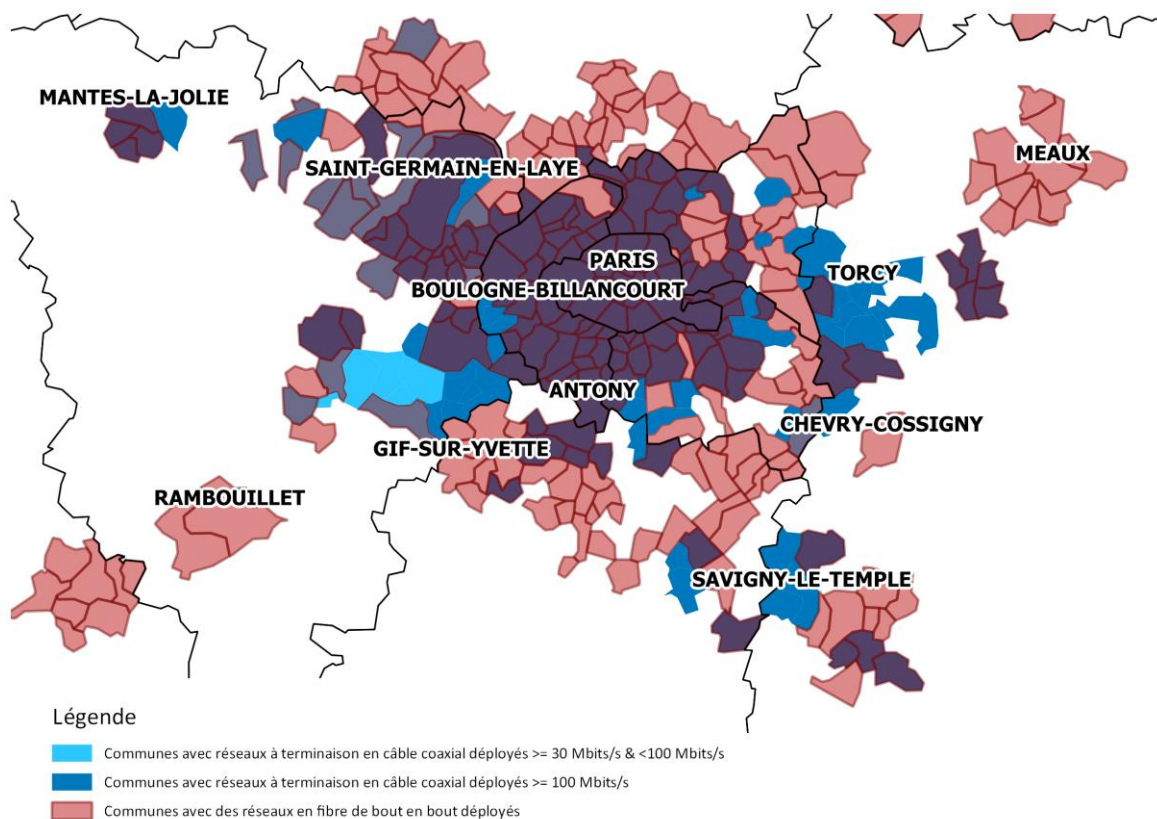 MANTES-LA-JOLIE
MEAUX
SAINT-GERMAIN-EN-LAYE
PARIS
TORCY
BOULOGNE-BILLANCOURT
ANTONY
CHEVRY-COSSIGNY
GIF-SUR-YVETTE
RAMBOUILLET
SAVIGNY-LE-TEMPLE
Légende
Communes avec réseaux à terminaison en câble coaxial déployés >= 30 Mbits/s & <100 Mbits/s
Communes avec réseaux à terminaison en câble coaxial déployés >= 100 Mbits/s
Communes avec des réseaux en fibre de bout en bout déployés